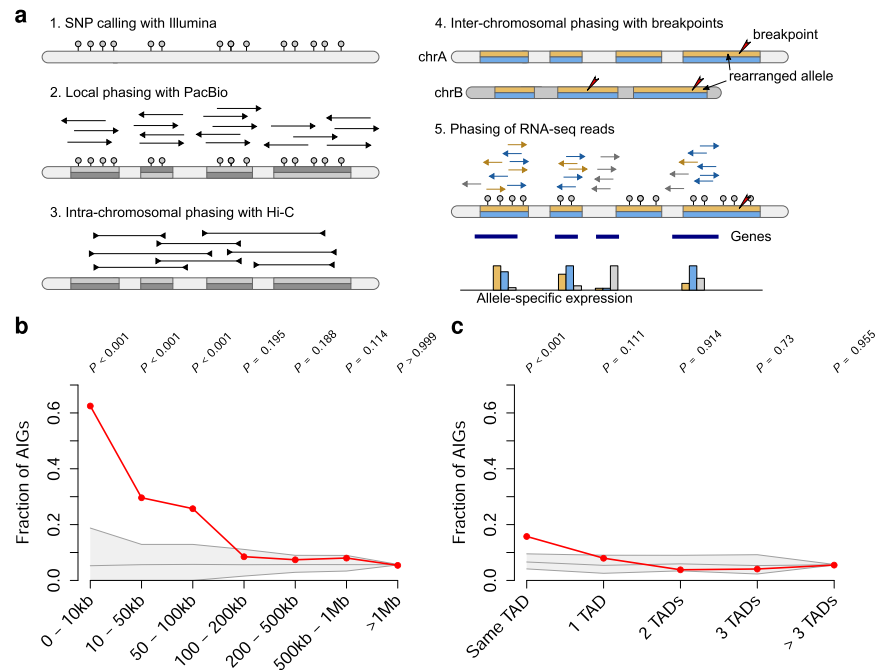 a
1. SNP calling with Illumina
2. Local phasing with PacBio
3. Intra-chromosomal phasing with Hi-C
4. Inter-chromosomal phasing with breakpoints
breakpoint
chrA
rearranged allele
chrB
5. Phasing of RNA-seq reads
Genes
Allele-specific expression
b
P < 0.001
P < 0.001
P < 0.001
P = 0.195
P = 0.188
P = 0.114
P > 0.999
Fraction of AIGs
0.6
0.4
0.2
0.0
0 – 10kb
10 – 50kb
50 – 100kb
100 – 200kb
200 – 500kb
500kb – 1Mb
>1Mb
c
P < 0.001
P = 0.111
P = 0.914
P = 0.73
P = 0.955
Fraction of AIGs
0.6
0.4
0.2
0.0
Same TAD
1 TAD
2 TADs
3 TADs
> 3 TADs